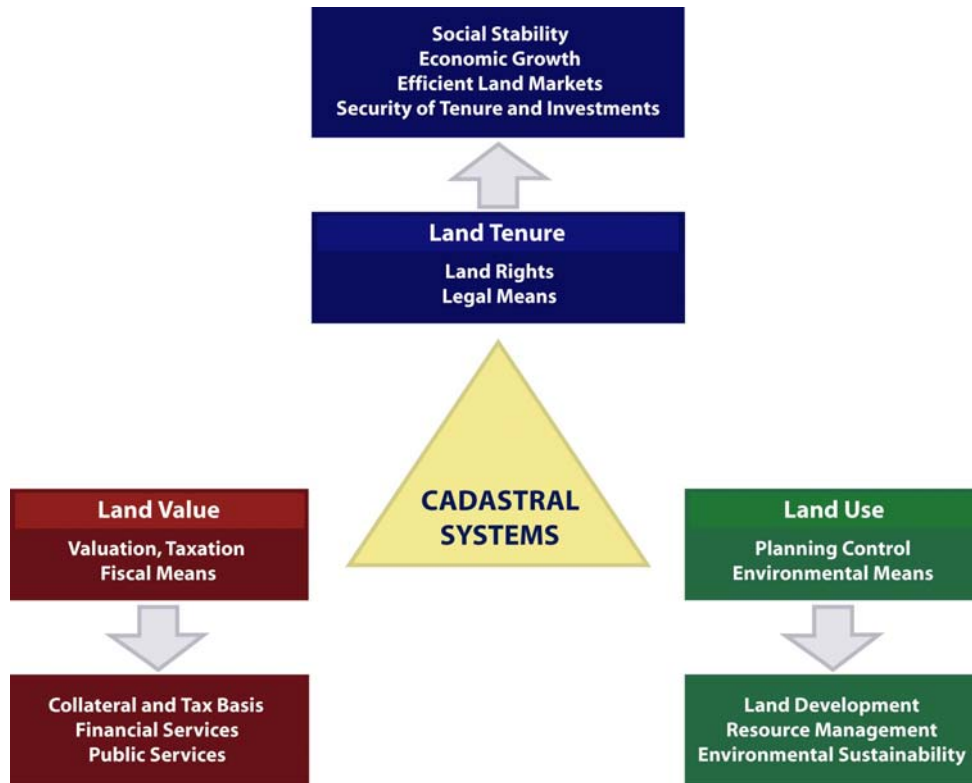 Social Stability
Economic Growth
Efficient Land Markets
Security of Tenure and Investments
Land Tenure
Land Rights
Legal Means
CADASTRAL
SYSTEMS
Land Value
Valuation, Taxation
Fiscal Means
Collateral and Tax Basis
Financial Services
Public Services
Land Use
Planning Control
Environmental Means
Land Development
Resource Management
Environmental Sustainability